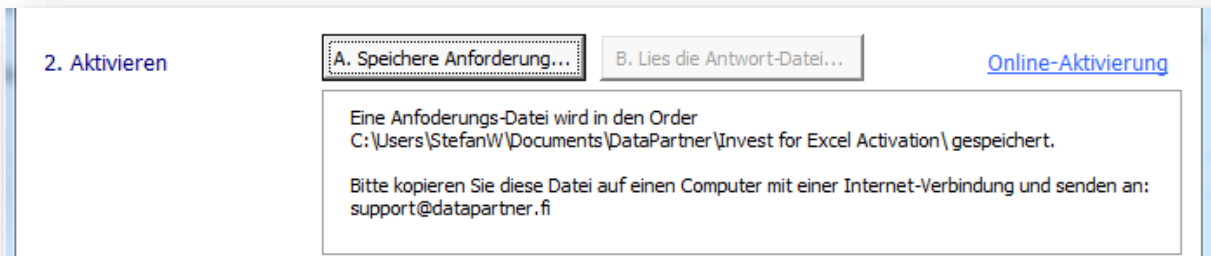 2. Aktivieren
A. Speichere Anforderung...
B. Lies die Antwort-Datei...
Online-Aktivierung
Eine Anfoderungs-Datei wird in den Order
C:\Users\StefanW\Documents\DataPartner\Invest for Excel Activation\ gespeichert.
Bitte kopieren Sie diese Datei auf einen Computer mit einer Internet-Verbindung und senden an:
support@datapartner.fi